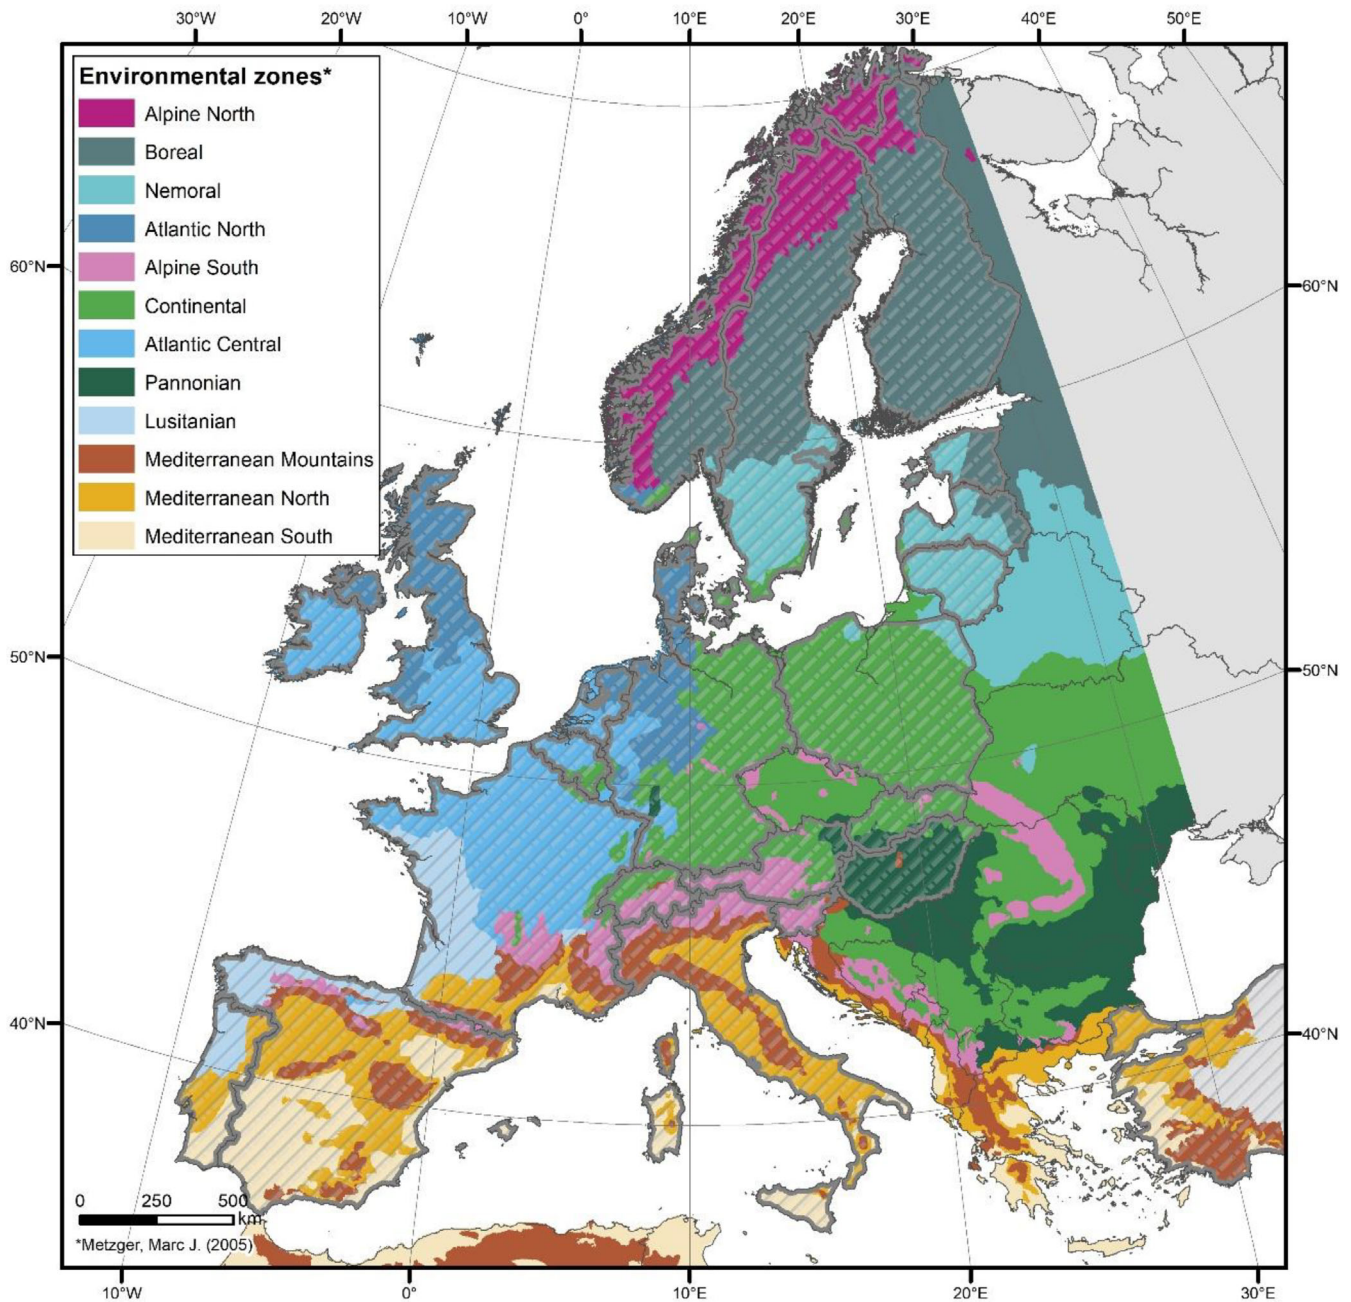 30°W 20°W 10°W 0° 10°E 20°E 30°E 40°E 50°E
Environmental zones*
Alpine North
Boreal
Nemoral
Atlantic North
Alpine South
Continental
Atlantic Central
Pannonian
Lusitanian
Mediterranean Mountains
Mediterranean North
Mediterranean South
60°N 60°N
50°N 50°N
40°N 40°N
0 250 500
km
*Metzger, Marc J. (2005)
10°W 0° 10°E 20°E 30°E